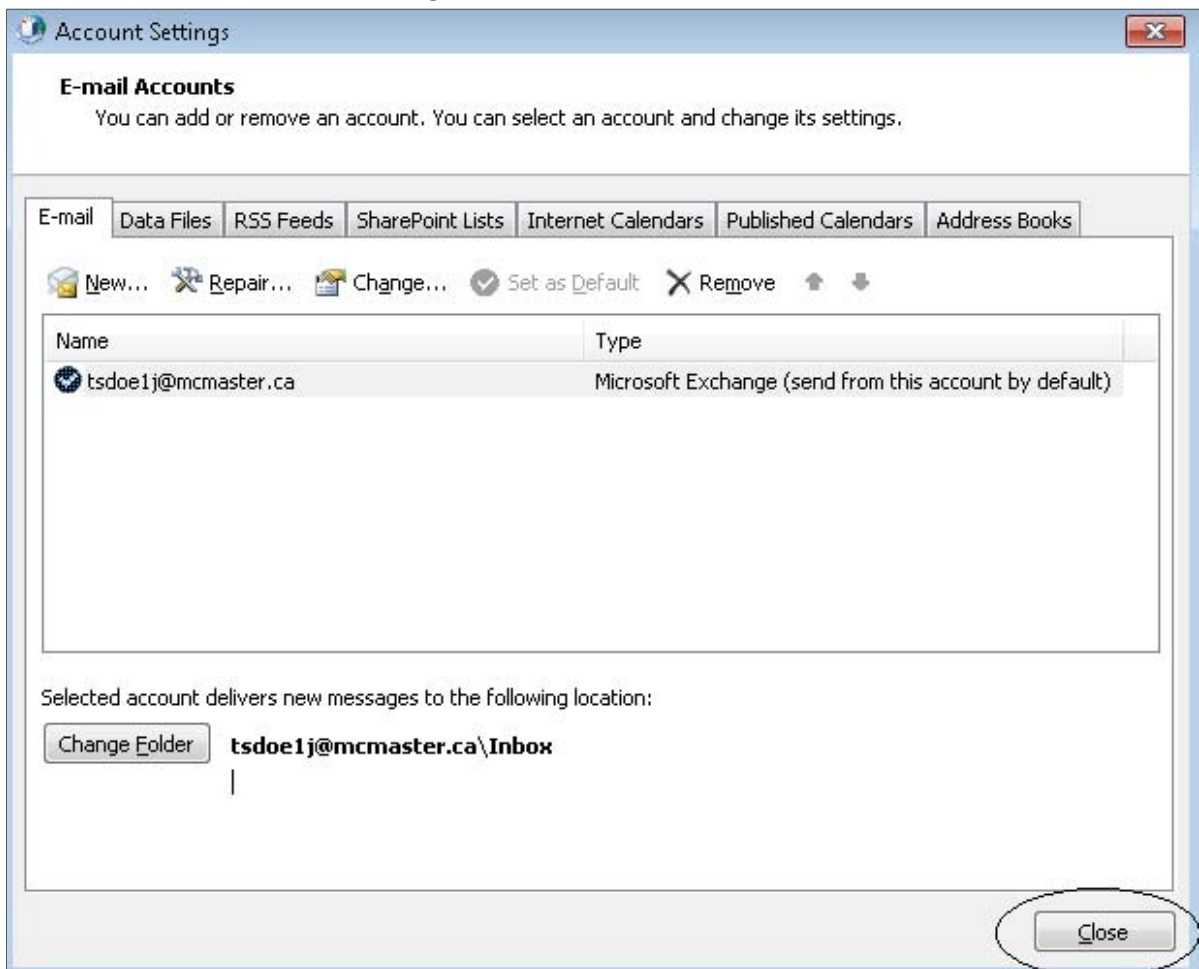 Account Settings
E-mail Accounts
You can add or remove an account. You can select an account and change its settings.
E-mail Data Files RSS Feeds SharePoint Lists Internet Calendars Published Calendars Address Books
New... Repair... Change... Set as Default Remove
Name Type
tsdoe1j@mcmaster.ca Microsoft Exchange (send from this account by default)
Selected account delivers new messages to the following location:
Change Folder tsdoe1j@mcmaster.ca\Inbox
Close